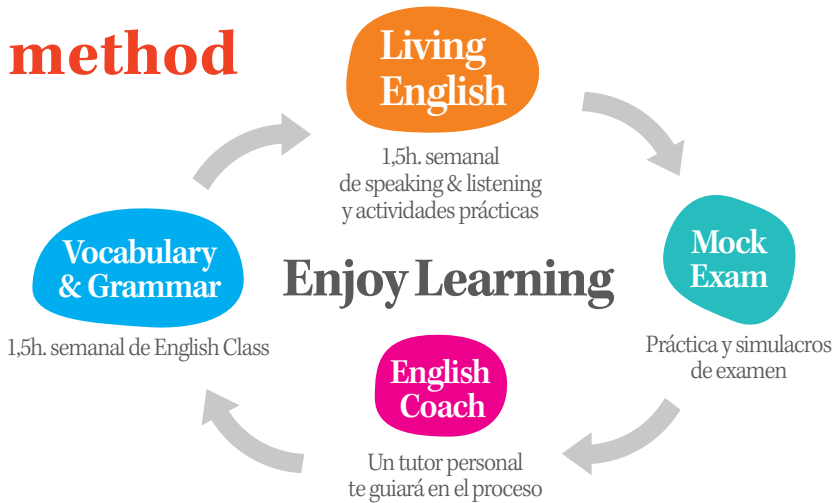 method
Living
English
1,5h. semanal
de speaking & listening
y actividades prácticas
Mock
Exam
Práctica y simulacros
de examen
Enjoy Learning
Vocabulary
& Grammar
1,5h. semanal de English Class
English
Coach
Un tutor personal
te guiará en el proceso